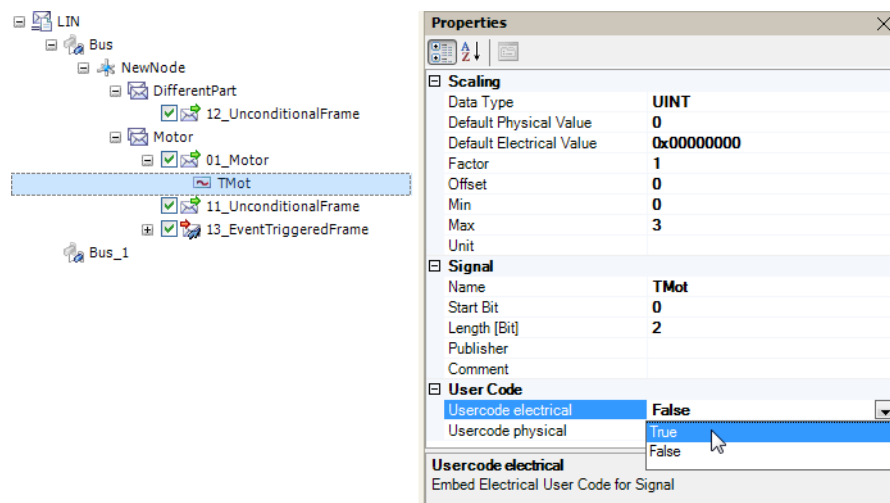 LIN
Bus
NewNode
DifferentPart
12_UnconditionalFrame
Motor
01_Motor
TMot
11_UnconditionalFrame
13_EventTriggeredFrame
Bus_1
Properties
Scaling
Data Type UINT
Default Physical Value 0
Default Electrical Value 0x00000000
Factor 1
Offset 0
Min 0
Max 3
Unit
Signal
Name TMot
Start Bit 0
Length [Bit] 2
Publisher
Comment
User Code
Usercode electrical False
Usercode physical
True
False
Usercode electrical
Embed Electrical User Code for Signal